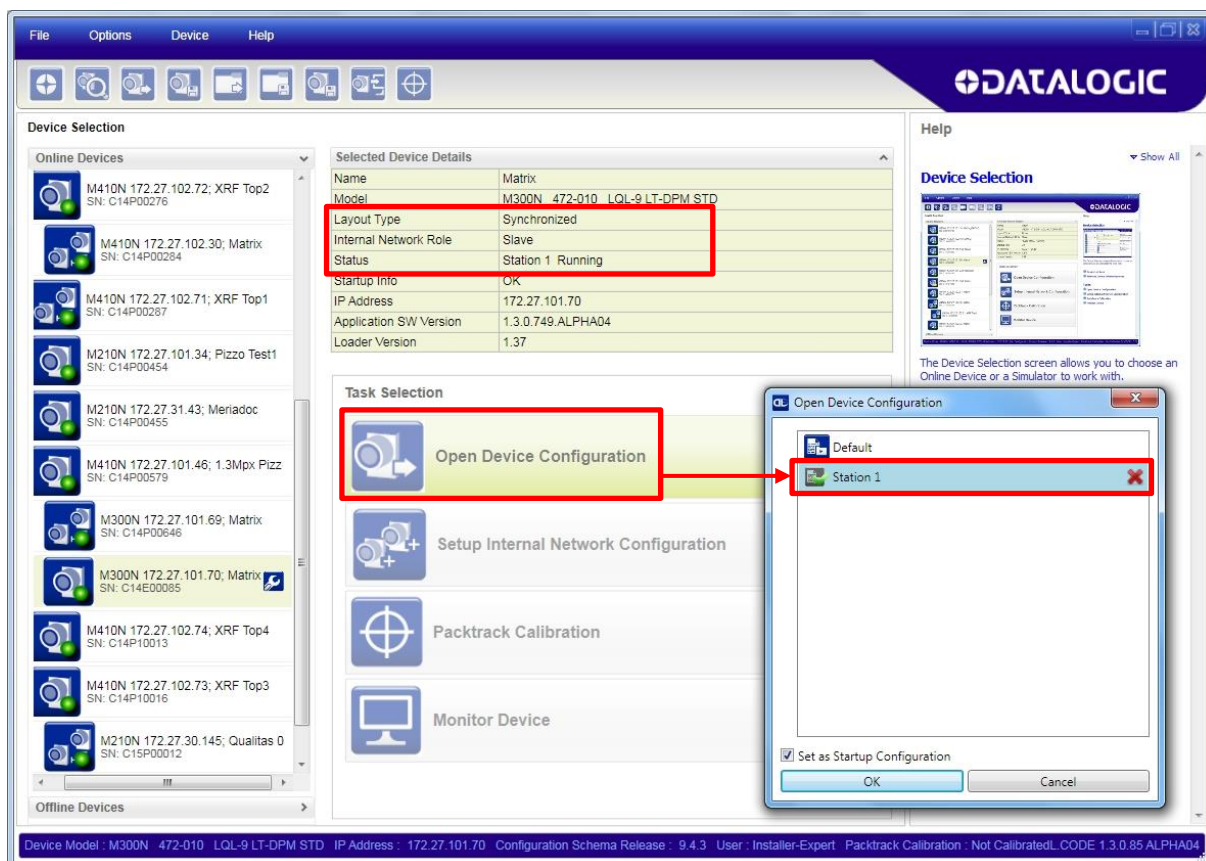 File Options Device Help
DATALOGIC
Device Selection
Online Devices
M410N 172.27.102.72; XRF Top2
SN: C14P00276
M410N 172.27.102.30; Matrix
SN: C14P00284
M410N 172.27.102.71; XRF Top1
SN: C14P00287
M210N 172.27.101.34; Pizzo Test1
SN: C14P00454
M210N 172.27.31.43; Meriadoc
SN: C14P00455
M410N 172.27.101.46; 1.3Mpx Pizz
SN: C14P00579
M300N 172.27.101.69; Matrix
SN: C14P00646
M300N 172.27.101.70; Matrix
SN: C14E00085
M410N 172.27.102.74; XRF Top4
SN: C14P10013
M410N 172.27.102.73; XRF Top3
SN: C14P10016
M210N 172.27.30.145; Qualitas 0
SN: C15P00012
Offline Devices
Selected Device Details
Name Matrix
Model M300N 472-010 LQL-9 LT-DPM STD
Layout Type Synchronized
Internal Network Role Slave
Status Station 1 Running
Startup Info OK
IP Address 172.27.101.70
Application SW Version 1.3.0.749.ALPHA04
Loader Version 1.37
Task Selection
Open Device Configuration
Setup Internal Network Configuration
Packtrack Calibration
Monitor Device
Help
Show All
Device Selection
The Device Selection screen allows you to choose an
Online Device or a Simulator to work with.
Open Device Configuration
Default
Station 1
Set as Startup Configuration
OK Cancel
Device Model : M300N 472-010 LQL-9 LT-DPM STD IP Address : 172.27.101.70 Configuration Schema Release : 9.4.3 User : Installer-Expert Packtrack Calibration : Not CalibratedL.CODE 1.3.0.85 ALPHA04